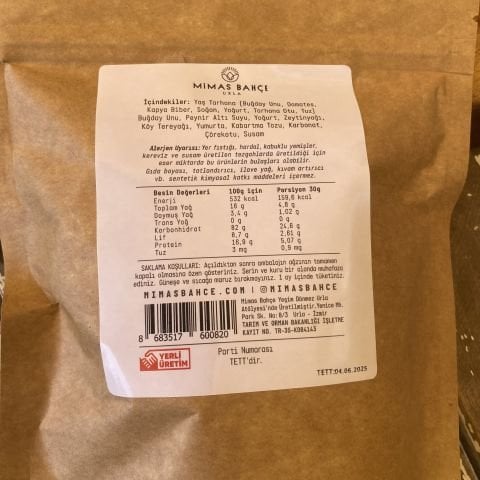 MIMAS BAHÇE
URLA
İçindekiler: Yaş Tarhana (Buğday Unu, Domates,
Kapya Biber, Soğan, Yoğurt, Tarhana Otu, Tuz)
Buğday Unu, Peynir Altı Suyu, Yoğurt, Zeytinyağı,
Köy Tereyağı, Yumurta, Kabartma Tozu, Karbonat,
Çörekotu, Susam
Alerjen Uyarısı: Yer fıstığı, hardal, kabuklu yemişler,
kereviz ve susam üretilen tezgahlarda üretildiği için
eser miktarda bu ürünlerin bulaşları olabilir.
Gıda boyası, tatlandırıcı, ilave yağ, kıvam artırıcı
vb. sentetik kimyasal katkı maddeleri içermez.
Besin Değerleri 100g için Porsiyon 30g
Enerji 532 kcal 159,6 kcal
Toplam Yağ 16 g 4,8 g
Doymuş Yağ 3,4 g 1,02 g
Trans Yağ 0 g 0 g
Karbonhidrat 82 g 24,6 g
Lif 8,7 g 2,61 g
Protein 16,9 g 5,07 g
Tuz 3 mg 0,9 mg
SAKLAMA KOŞULLARI: Açıldıktan sonra ambalajın ağzının tamamen
kapalı olmasına özen gösteriniz. Serin ve kuru bir alanda muhafaza
ediniz. Güneşe ve sıcağa maruz bırakmayınız. 1 ay içinde tüketiniz.
MIMASBAHCE.COM | @MIMASBAHCE
Mimas Bahçe Yaşim Dönmez Urla
Atölyesi'nde Üretilmiştir. Yenice Mh.
Park Sk. No: 8/3 Urla - İzmir
TARIM VE ORMAN BAKANLIĞI İŞLETME
KAYIT NO. TR-35-K084143
8 683517 600820
YERLİ
ÜRETİM
Parti Numarası
TETT'dir.
TETT:04.06.2025